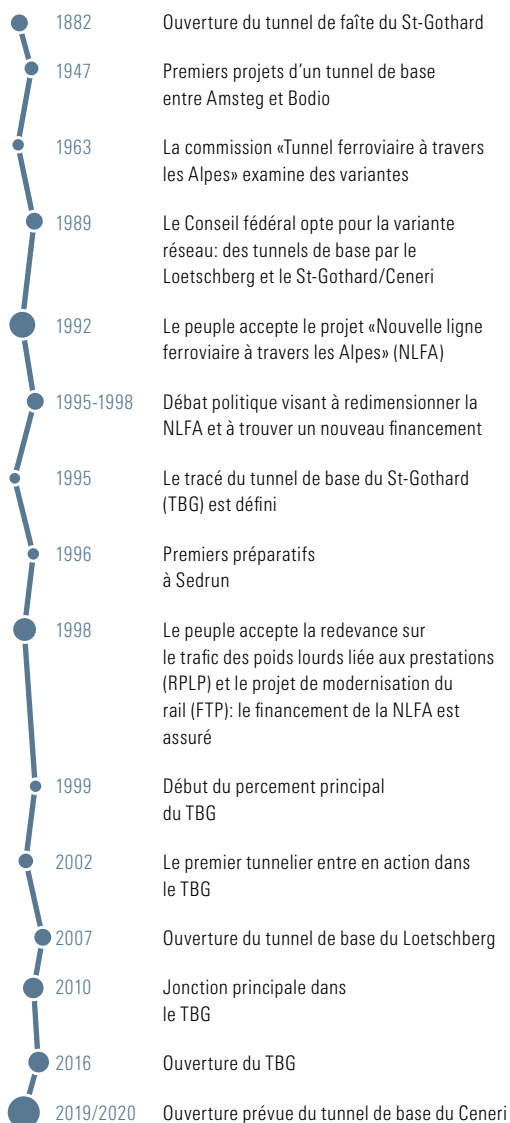 1882 Ouverture du tunnel de faîte du St-Gothard
1947 Premiers projets d'un tunnel de base
entre Amsteg et Bodio
1963 La commission «Tunnel ferroviaire à travers
les Alpes» examine des variantes
1989 Le Conseil fédéral opte pour la variante
réseau: des tunnels de base par le
Loetschberg et le St-Gothard/Ceneri
1992 Le peuple accepte le projet «Nouvelle ligne
ferroviaire à travers les Alpes» (NLFA)
1995-1998 Débat politique visant à redimensionner la
NLFA et à trouver un nouveau financement
1995 Le tracé du tunnel de base du St-Gothard
(TBG) est défini
1996 Premiers préparatifs
à Sedrun
1998 Le peuple accepte la redevance sur
le trafic des poids lourds liée aux prestations
(RPLP) et le projet de modernisation du
rail (FTP): le financement de la NLFA est
assuré
1999 Début du percement principal
du TBG
2002 Le premier tunnelier entre en action dans
le TBG
2007 Ouverture du tunnel de base du Loetschberg
2010 Jonction principale dans
le TBG
2016 Ouverture du TBG
2019/2020 Ouverture prévue du tunnel de base du Ceneri